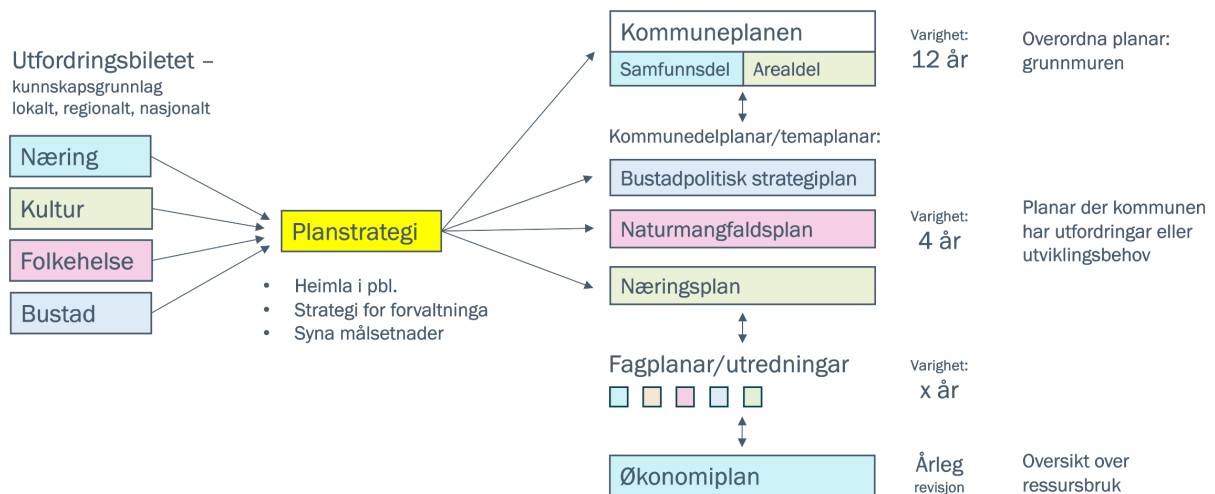 Utfordringsbiletet –
kunnskapsgrunnlag
lokalt, regionalt, nasjonalt
Næring
Kultur
Folkehelse
Bustad
Planstrategi
• Heimla i pbl.
• Strategi for forvaltninga
• Syna målsetnader
Kommuneplanen
Samfunnsdel
Arealdel
Varighet:
12 år
Overordna planar:
grunnmuren
Kommunedelplanar/temaplanar:
Bustadpolitisk strategiplan
Naturmangfaldsplan
Næringsplan
Varighet:
4 år
Planar der kommunen
har utfordringar eller
utviklingsbehov
Fagplanar/utredningar
Varighet:
x år
Økonomiplan
Årleg
revisjon
Oversikt over
ressursbruk